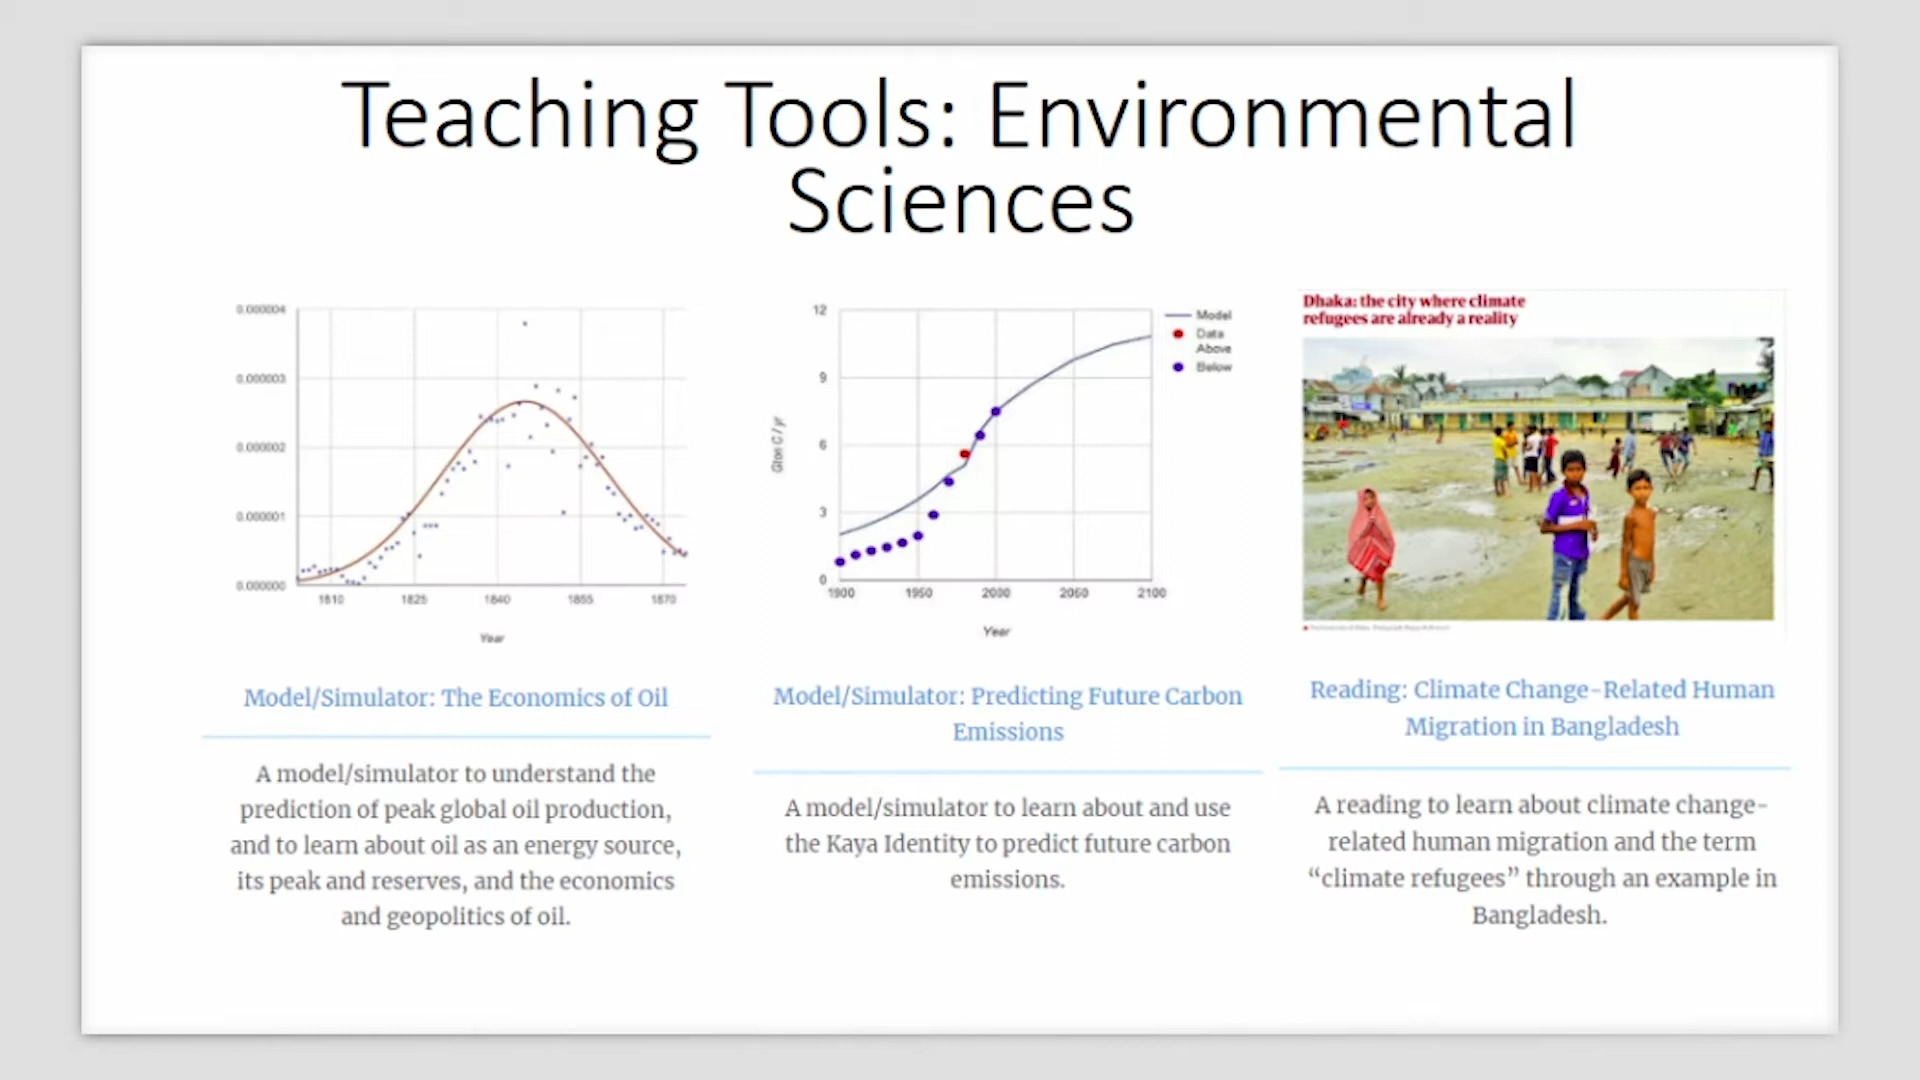 Teaching Tools: Environmental
Sciences
0.000004
0.000003
0.000002
0.000001
0.000000
1810
1825
1840
1855
1870
Year
12
9
6
3
0
Gton C / yr
1900
1950
2000
2050
2100
Year
Model
Data
Above
Below
Dhaka: the city where climate
refugees are already a reality
Model/Simulator: The Economics of Oil
A model/simulator to understand the
prediction of peak global oil production,
and to learn about oil as an energy source,
its peak and reserves, and the economics
and geopolitics of oil.
Model/Simulator: Predicting Future Carbon
Emissions
A model/simulator to learn about and use
the Kaya Identity to predict future carbon
emissions.
Reading: Climate Change-Related Human
Migration in Bangladesh
A reading to learn about climate change-
related human migration and the term
“climate refugees” through an example in
Bangladesh.